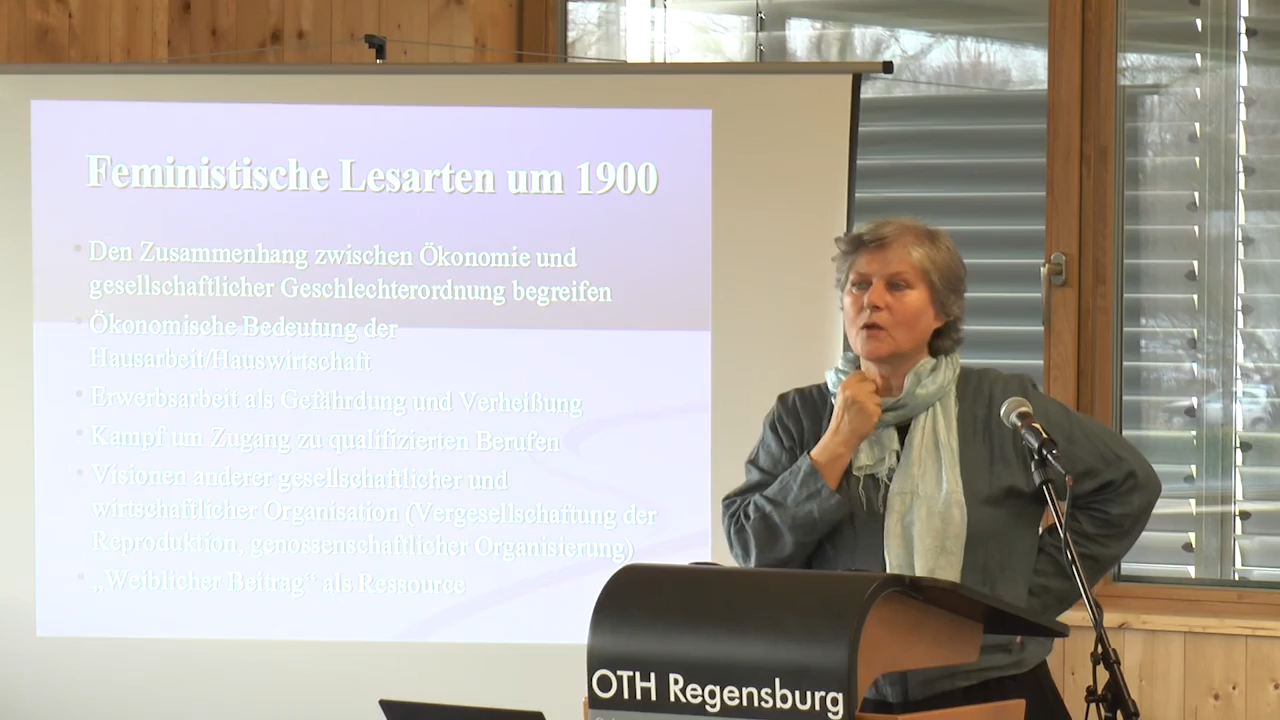 Feministische Lesarten um 1900
Den Zusammenhang zwischen Ökonomie und
gesellschaftlicher Geschlechterordnung begreifen
Ökonomische Bedeutung der
Hausarbeit/Hauswirtschaft
Erwerbsarbeit als Gefährdung und Verheißung
Kampf um Zugang zu qualifizierten Berufen
Visionen anderer gesellschaftlicher und
wirtschaftlicher Organisation (Vergesellschaftung der
Reproduktion, genossenschaftlicher Organisierung)
„Weiblicher Beitrag“ als Ressource
OTH Regensburg